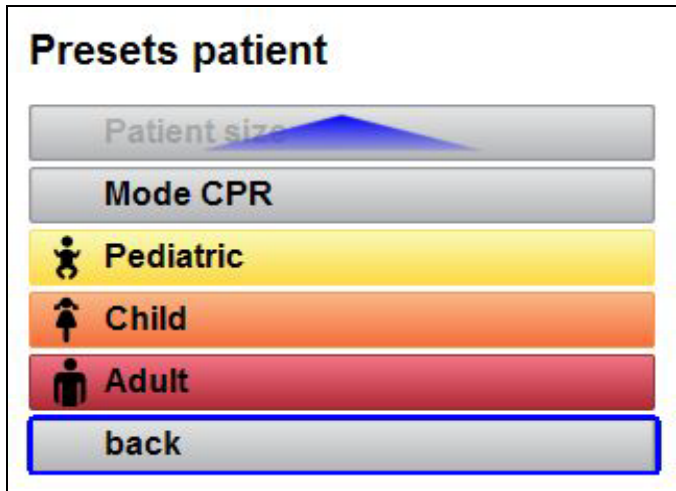 Presets patient
Patient size
Mode CPR
Pediatric
Child
Adult
back